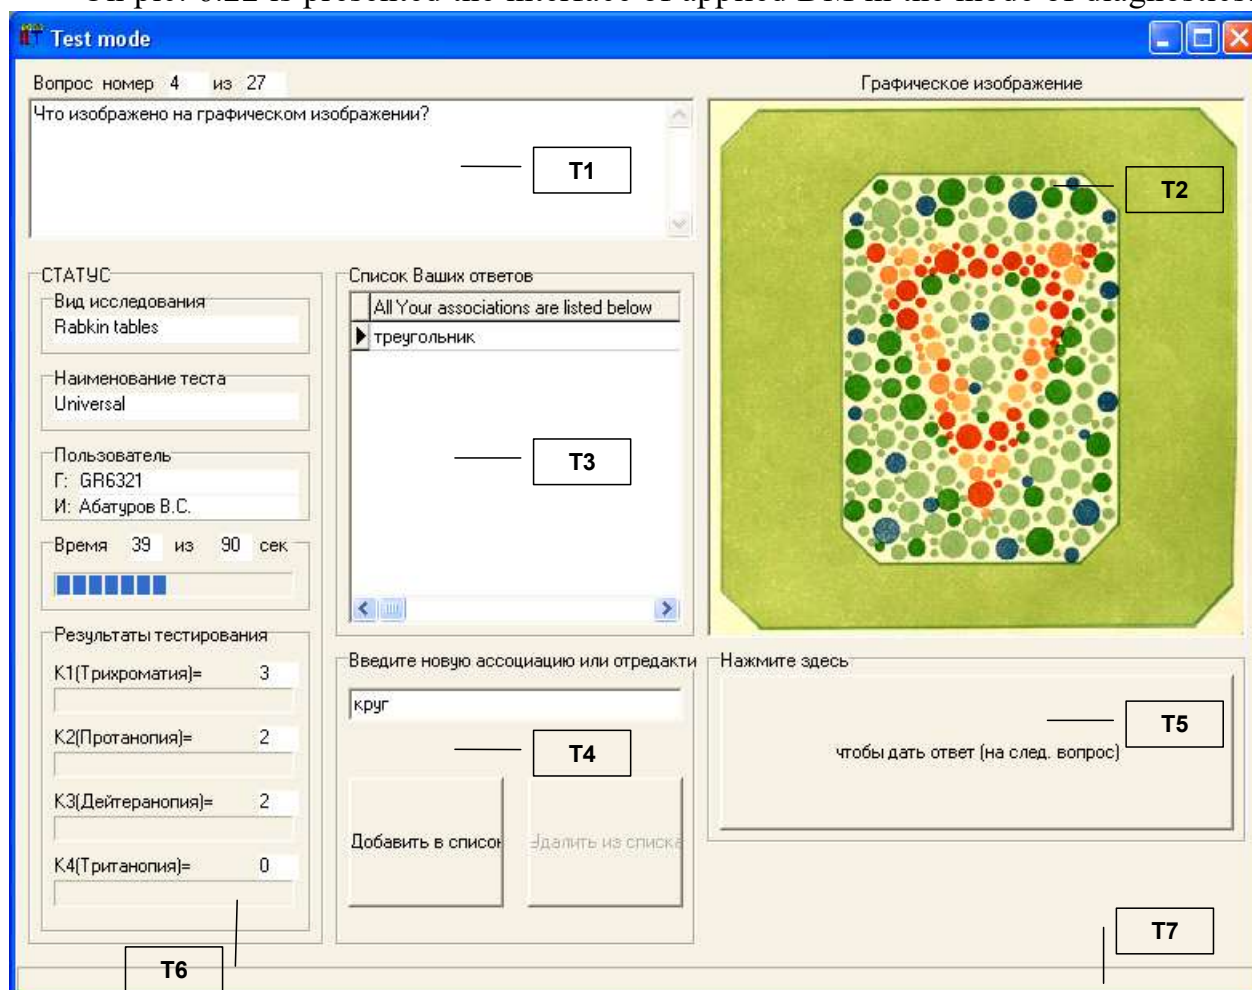 Test mode
Вопрос номер 4 из 27
Что изображено на графическом изображении?
T1
Графическое изображение
T2
СТАТУС
Вид исследования
Rabkin tables
Наименование теста
Universal
Пользователь
Г: GR6321
И: Абатуров В.С.
Время 39 из 90 сек
Результаты тестирования
К1(Трихроматия)= 3
К2(Протанопия)= 2
К3(Дейтеранопия)= 2
К4(Тританопия)= 0
T6
Список Ваших ответов
All Your associations are listed below
треугольник
T3
Введите новую ассоциацию или отредакти
круг
T4
Добавить в список
Удалить из списка
Нажмите здесь
T5
чтобы дать ответ (на след. вопрос)
T7